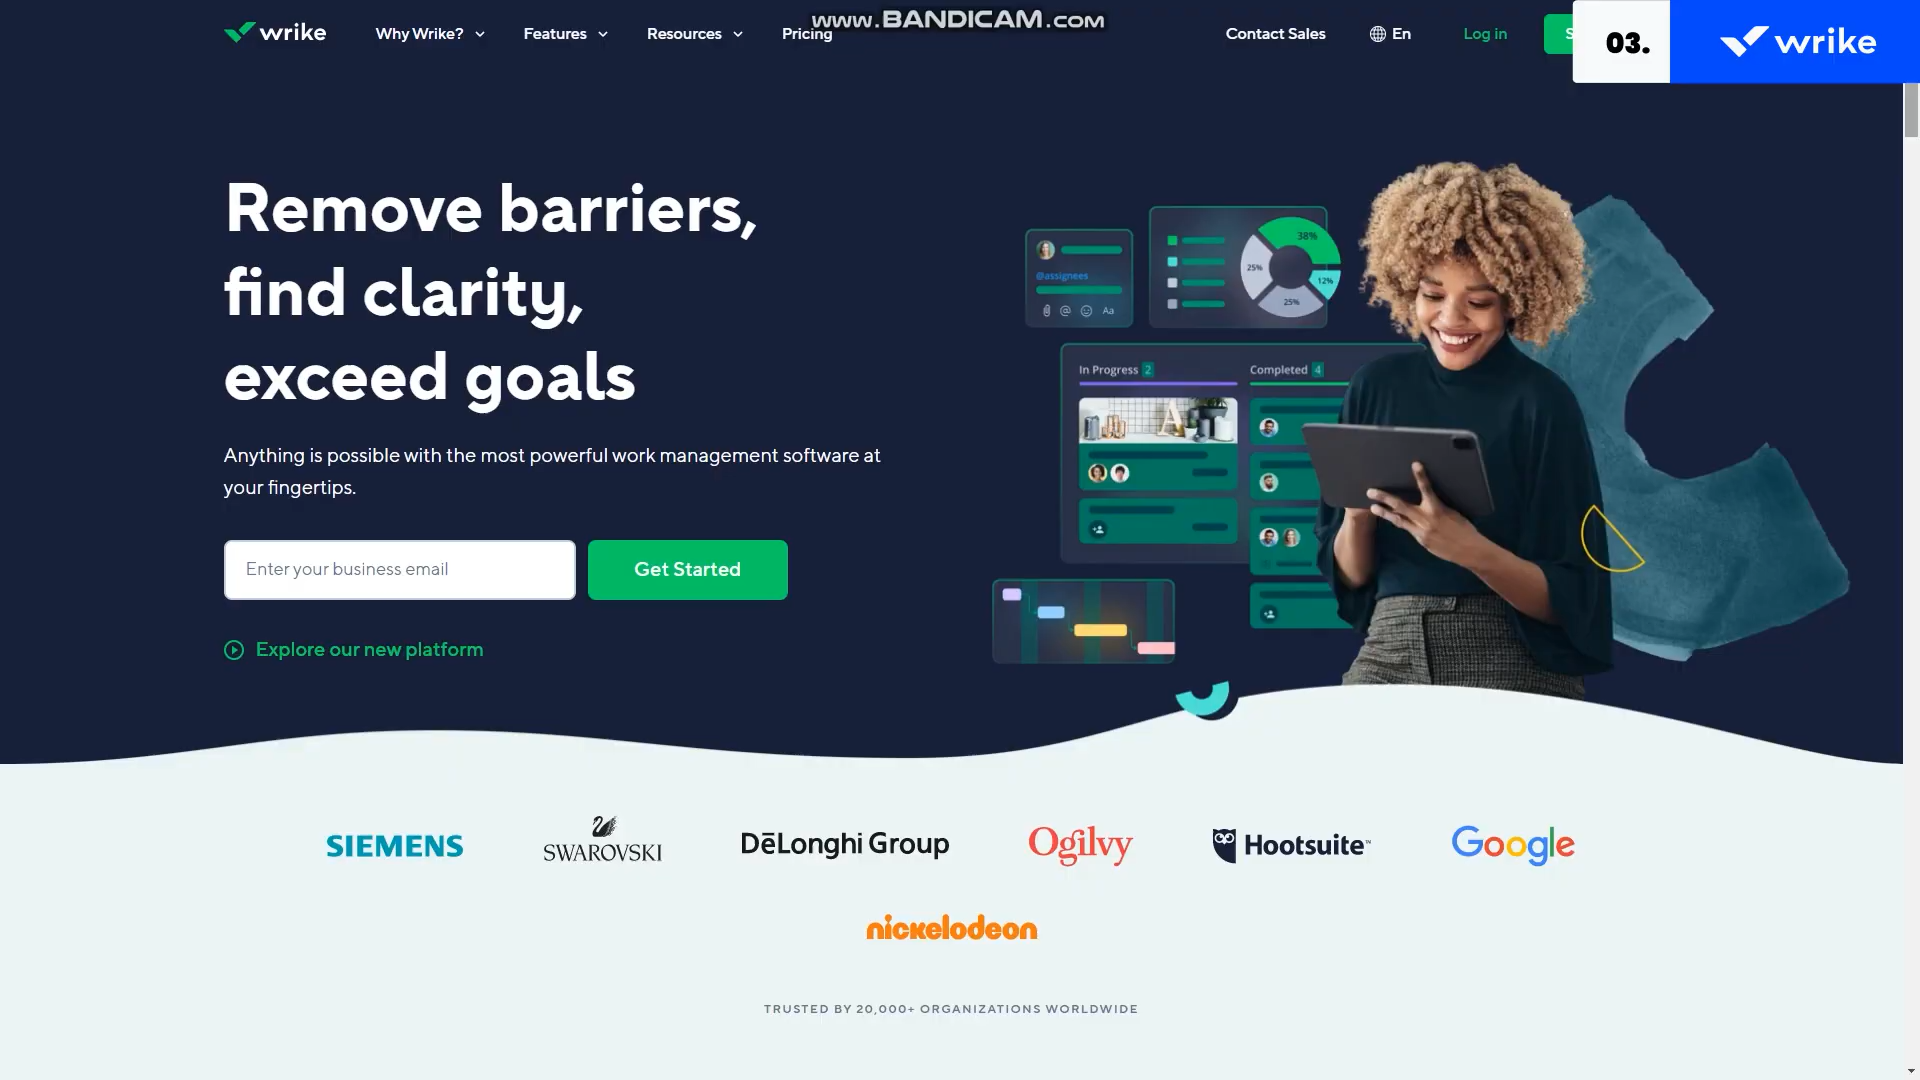 www.BANDICAM.com
wrike
Why Wrike?
Features
Resources
Pricing
Contact Sales
En
Log in
S
03.
wrike
Remove barriers,
find clarity,
exceed goals
Anything is possible with the most powerful work management software at
your fingertips.
Enter your business email
Get Started
Explore our new platform
@assignees
@
Aa
38%
25%
12%
25%
In Progress 2
Completed 4
A
SIEMENS
SWAROVSKI
DēLonghi Group
Ogilvy
Hootsuite™
Google
nickelodeon
TRUSTED BY 20,000+ ORGANIZATIONS WORLDWIDE